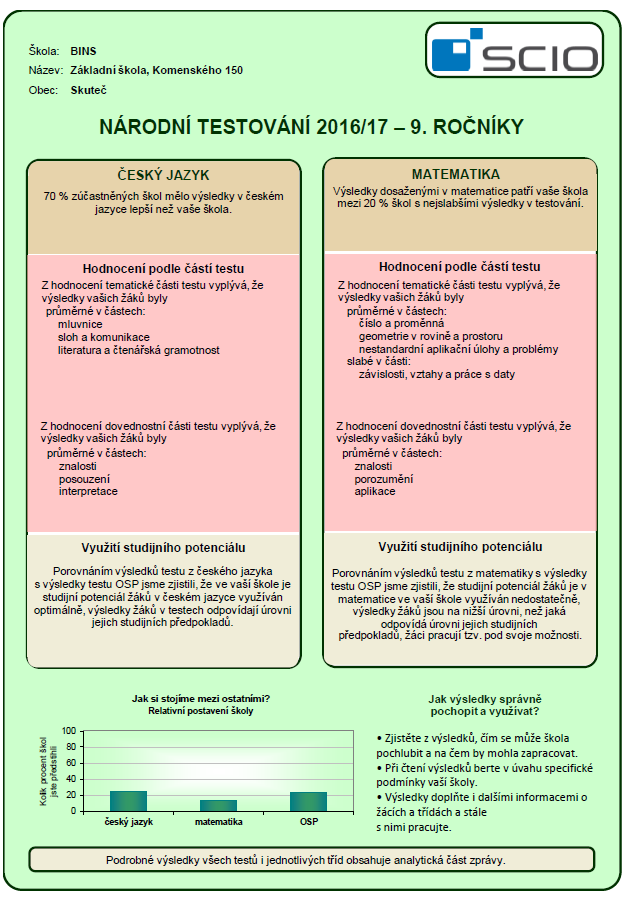 Škola: BINS
Název: Základní škola, Komenského 150
Obec: Skuteč
SCIO
NÁRODNÍ TESTOVÁNÍ 2016/17 – 9. ROČNÍKY
ČESKÝ JAZYK
70 % zúčastněných škol mělo výsledky v českém
jazyce lepší než vaše škola.
Hodnocení podle částí testu
Z hodnocení tematické části testu vyplývá, že
výsledky vašich žáků byly
průměrné v částech:
mluvnice
sloh a komunikace
literatura a čtenářská gramotnost
Z hodnocení dovednostní části testu vyplývá, že
výsledky vašich žáků byly
průměrné v částech:
znalosti
posouzení
interpretace
Využití studijního potenciálu
Porovnáním výsledků testu z českého jazyka
s výsledky testu OSP jsme zjistili, že ve vaší škole je
studijní potenciál žáků v českém jazyce využíván
optimálně, výsledky žáků v testech odpovídají úrovni
jejich studijních předpokladů.
MATEMATIKA
Výsledky dosaženými v matematice patří vaše škola
mezi 20 % škol s nejslabšími výsledky v testování.
Hodnocení podle částí testu
Z hodnocení tematické části testu vyplývá, že
výsledky vašich žáků byly
průměrné v částech:
číslo a proměnná
geometrie v rovině a prostoru
nestandardní aplikační úlohy a problémy
slabé v části:
závislosti, vztahy a práce s daty
Z hodnocení dovednostní části testu vyplývá, že
výsledky vašich žáků byly
průměrné v částech:
znalosti
porozumění
aplikace
Využití studijního potenciálu
Porovnáním výsledků testu z matematiky s výsledky
testu OSP jsme zjistili, že studijní potenciál žáků je v
matematice ve vaší škole využíván nedostatečně,
výsledky žáků jsou na nižší úrovni, než jaká
odpovídá úrovni jejich studijních
předpokladů, žáci pracují tzv. pod svoje možnosti.
Jak si stojíme mezi ostatními?
Relativní postavení školy
Kolik procent škol
jste předstihli
100
80
60
40
20
0
český jazyk
matematika
OSP
Jak výsledky správně
pochopit a využívat?
• Zjistěte z výsledků, čím se může škola
pochlubit a na čem by mohla zapracovat.
• Při čtení výsledků berte v úvahu specifické
podmínky vaší školy.
• Výsledky doplňte i dalšími informacemi o
žácích a třídách a stále
s nimi pracujte.
Podrobné výsledky všech testů i jednotlivých tříd obsahuje analytická část zprávy.